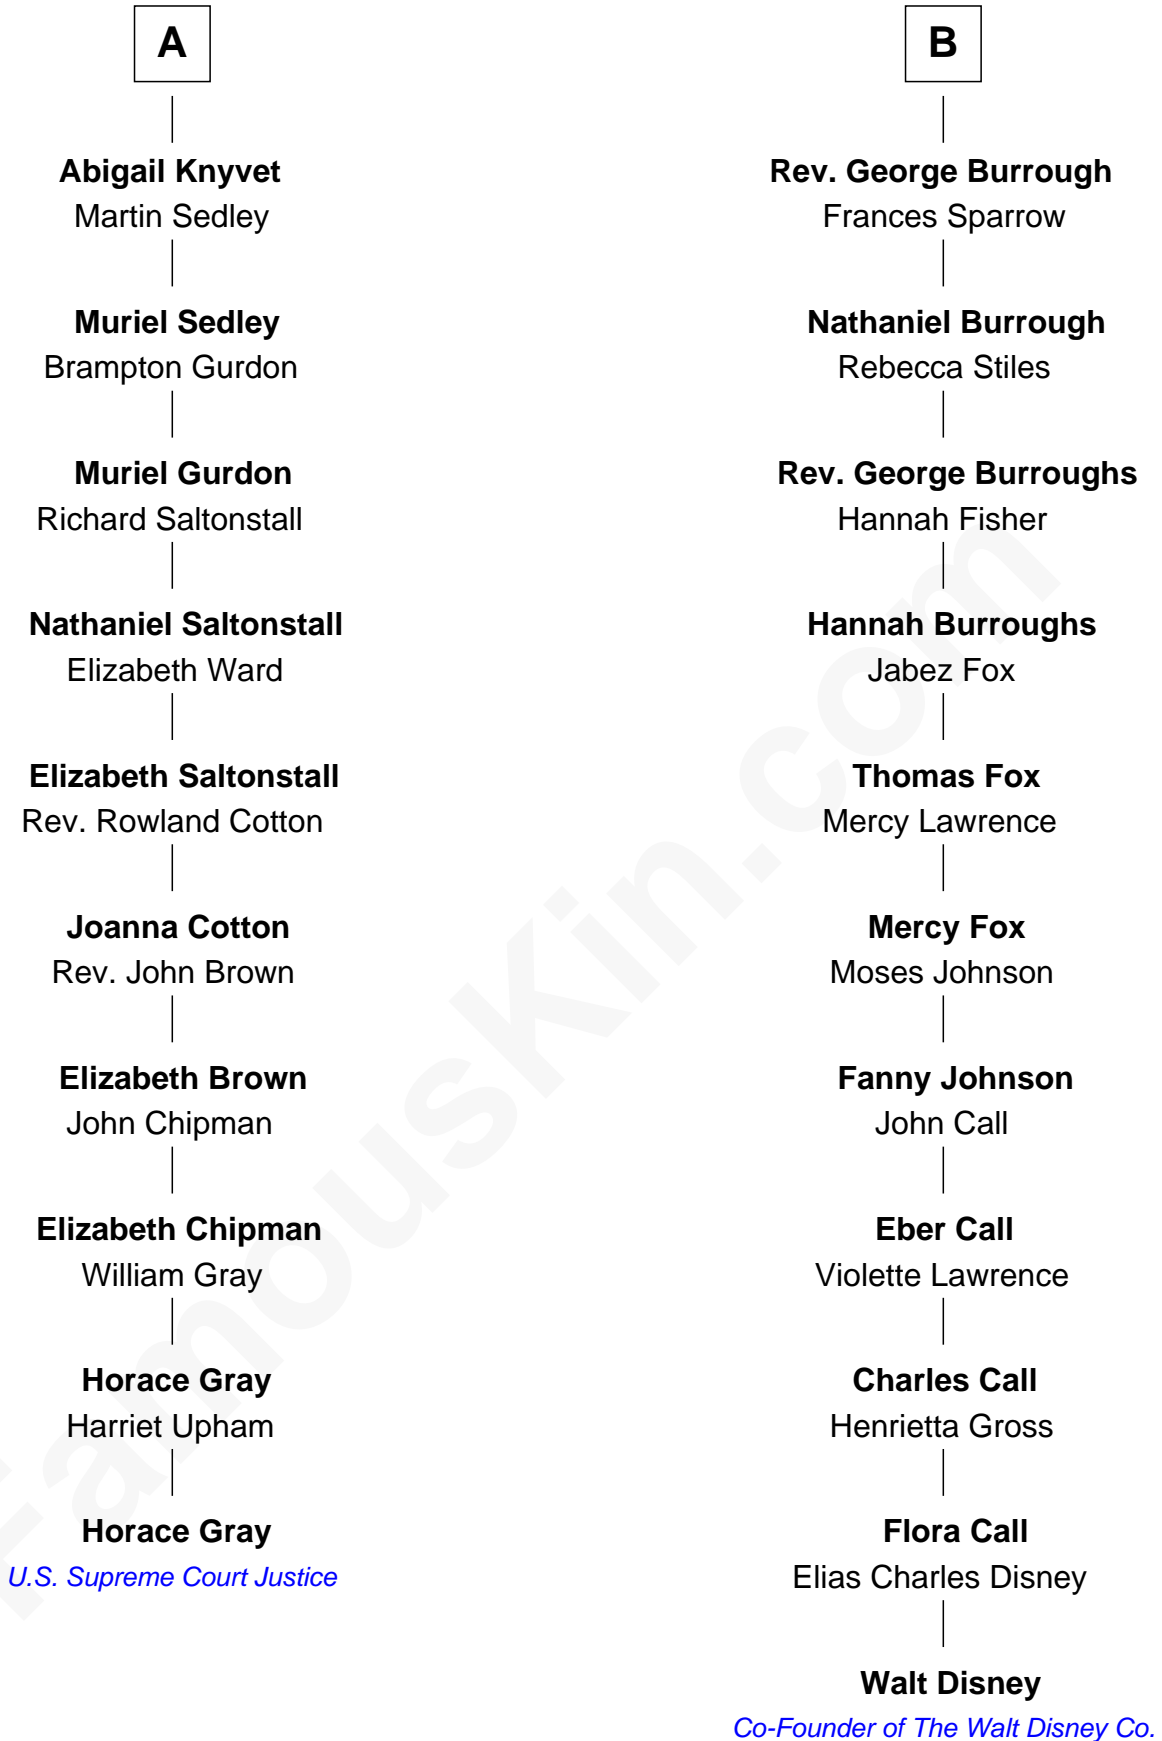 A
Abigail Knyvet
Martin Sedley
Muriel Sedley
Brampton Gurdon
Muriel Gurdon
Richard Saltonstall
Nathaniel Saltonstall
Elizabeth Ward
Elizabeth Saltonstall
Rev. Rowland Cotton
Joanna Cotton
Rev. John Brown
Elizabeth Brown
John Chipman
Elizabeth Chipman
William Gray
Horace Gray
Harriet Upham
Horace Gray
U.S. Supreme Court Justice
B
Rev. George Burrough
Frances Sparrow
Nathaniel Burrough
Rebecca Stiles
Rev. George Burroughs
Hannah Fisher
Hannah Burroughs
Jabez Fox
Thomas Fox
Mercy Lawrence
Mercy Fox
Moses Johnson
Fanny Johnson
John Call
Eber Call
Violette Lawrence
Charles Call
Henrietta Gross
Flora Call
Elias Charles Disney
Walt Disney
Co-Founder of The Walt Disney Co.
FamousKin.com